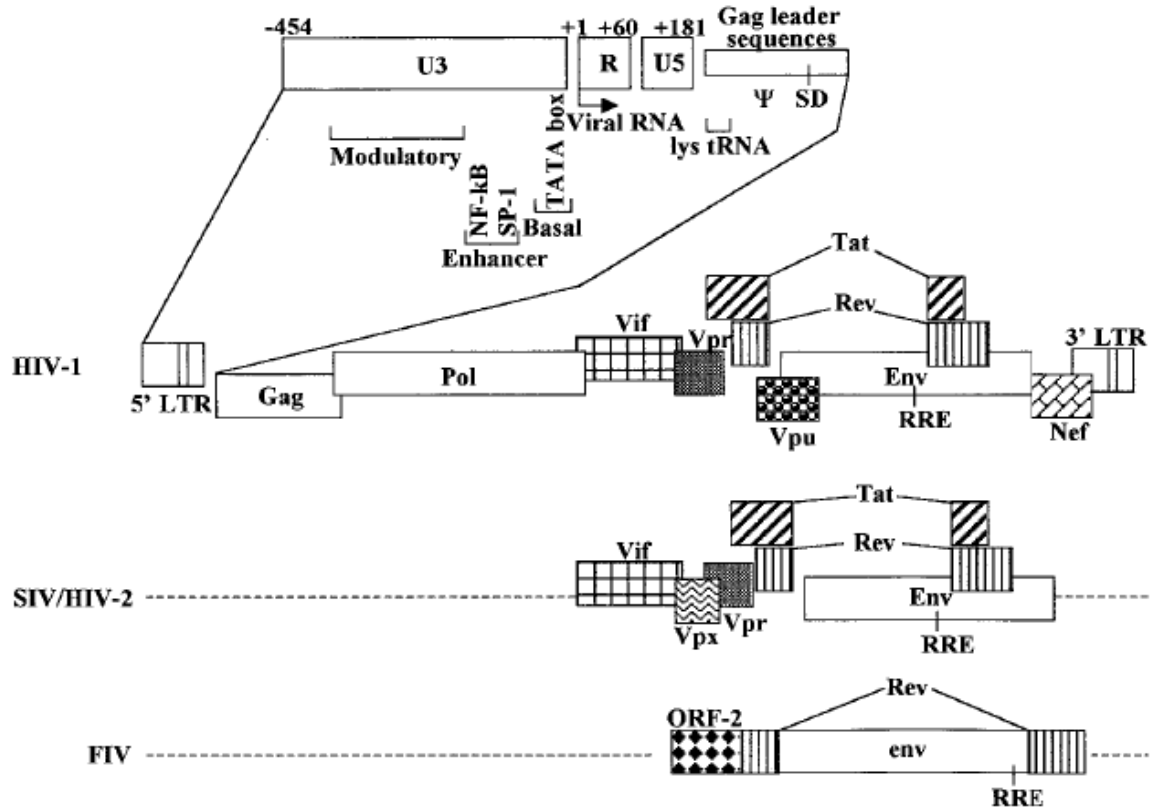 -454
+1 +60 +181
Gag leader
sequences
U3
R
U5
Ψ SD
Viral RNA
lys tRNA
Modulatory
NF-kB
SP-1
TATA box
Basal
Enhancer
Tat
Rev
Vif
Vpr
3' LTR
HIV-1
Pol
Env
5' LTR
Gag
RRE
Vpu
Nef
Tat
Rev
Vif
SIV/HIV-2
Env
Vpx
Vpr
RRE
Rev
ORF-2
FIV
env
RRE